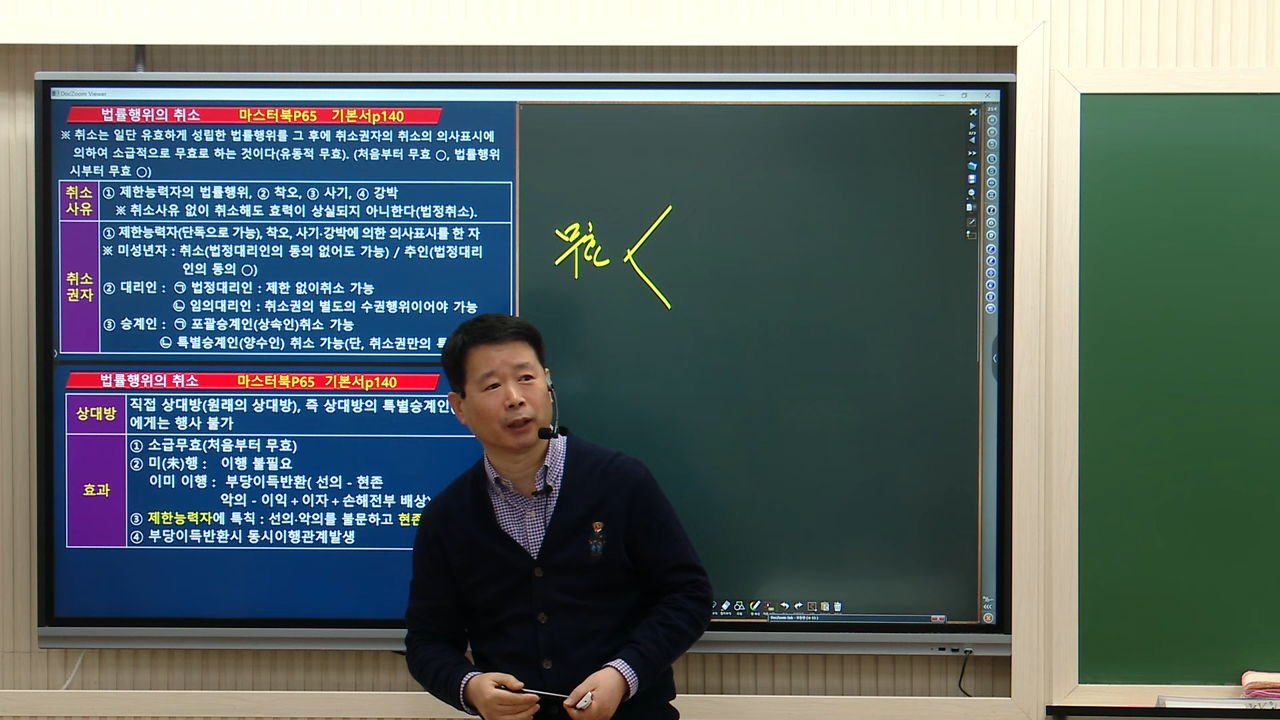 DocZoom Viewer
법률행위의 취소 마스터북P65 기본서p140
※ 취소는 일단 유효하게 성립한 법률행위를 그 후에 취소권자의 취소의 의사표시에
의하여 소급적으로 무효로 하는 것이다(유동적 무효). (처음부터 무효 ○, 법률행위
시부터 무효 ○)
취소
사유
① 제한능력자의 법률행위, ② 착오, ③ 사기, ④ 강박
※ 취소사유 없이 취소해도 효력이 상실되지 아니한다(법정취소).
취소
권자
① 제한능력자(단독으로 가능), 착오, 사기·강박에 의한 의사표시를 한 자
※ 미성년자 : 취소(법정대리인의 동의 없어도 가능) / 추인(법정대리
인의 동의 ○)
② 대리인 : ㉠ 법정대리인 : 제한 없이취소 가능
㉡ 임의대리인 : 취소권의 별도의 수권행위이어야 가능
③ 승계인 : ㉠ 포괄승계인(상속인)취소 가능
㉡ 특별승계인(양수인) 취소 가능(단, 취소권만의
무효
법률행위의 취소 마스터북P65 기본서p140
상대방
직접 상대방(원래의 상대방), 즉 상대방의 특별승계인
에게는 행사 불가
효과
① 소급무효(처음부터 무효)
② 미(未)행 : 이행 불필요
이미 이행 : 부당이득반환( 선의 - 현존
악의 - 이익+이자+손해전부 배상)
③ 제한능력자에 특칙 : 선의·악의를 불문하고 현존
④ 부당이득반환시 동시이행관계발생